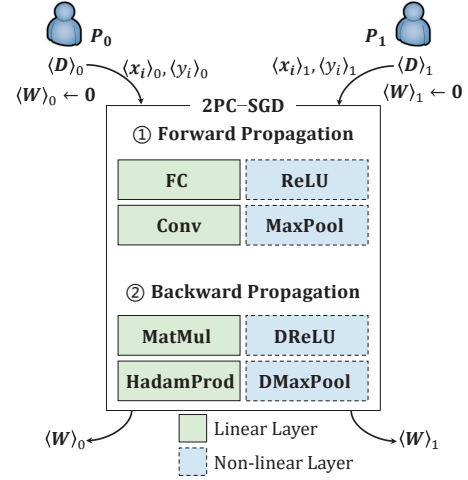 P₀ P₁
⟨D⟩₀ ⟨xᵢ⟩₀, ⟨yᵢ⟩₀ ⟨xᵢ⟩₁, ⟨yᵢ⟩₁ ⟨D⟩₁
⟨W⟩₀ ← 0 ⟨W⟩₁ ← 0
2PC-SGD
① Forward Propagation
FC ReLU
Conv MaxPool
② Backward Propagation
MatMul DReLU
HadamProd DMaxPool
⟨W⟩₀ ⟨W⟩₁
Linear Layer
Non-linear Layer